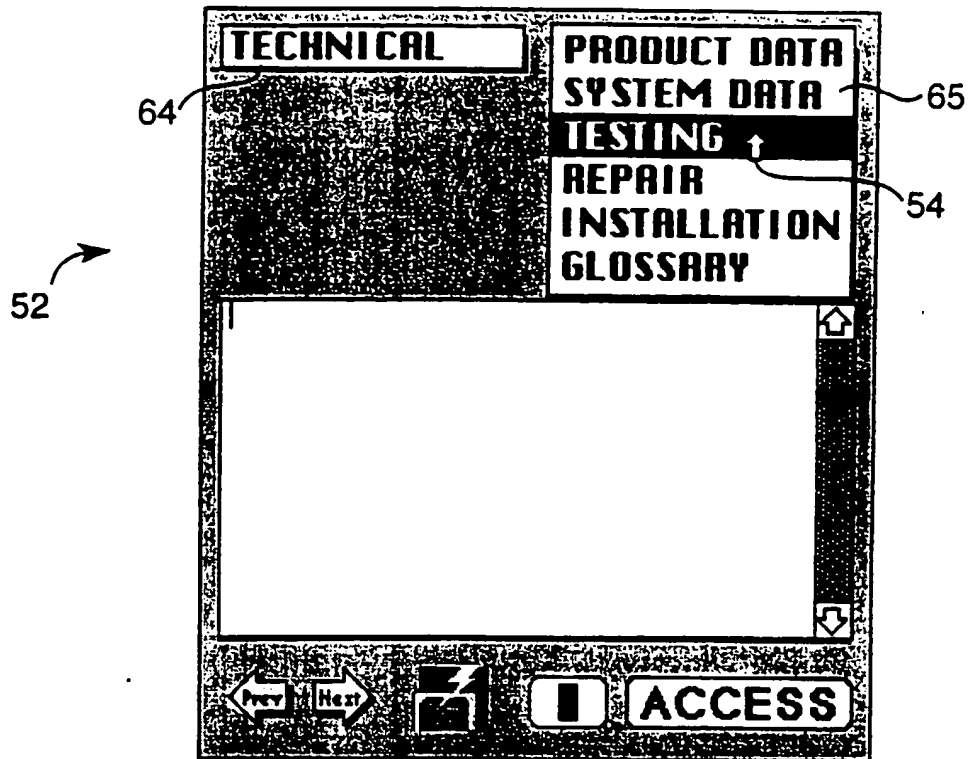 TECHNICAL
PRODUCT DATA
64
SYSTEM DATA
65
TESTING
REPAIR
54
INSTALLATION
GLOSSARY
52
Prev Next ACCESS